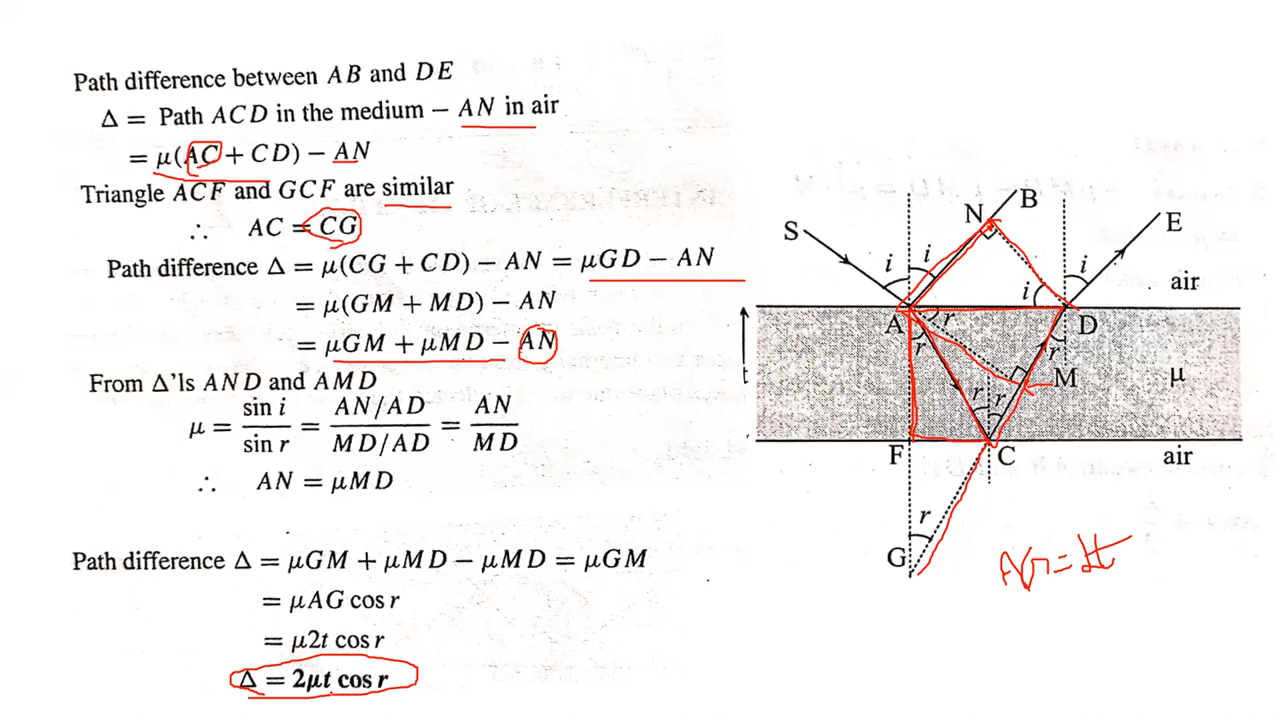 Path difference between AB and DE
Δ = Path ACD in the medium − AN in air
= μ(AC + CD) − AN
Triangle ACF and GCF are similar
∴ AC = CG
Path difference Δ = μ(CG + CD) − AN = μGD − AN
= μ(GM + MD) − AN
= μGM + μMD − AN
From Δ'ls AND and AMD
μ = sin i / sin r = AN/AD / MD/AD = AN / MD
∴ AN = μMD
Path difference Δ = μGM + μMD − μMD = μGM
= μAG cos r
= μ2t cos r
Δ = 2μt cos r
S
N
B
E
i
i
i
i
air
A
r
r
D
r
M
μ
t
r
r
F
C
air
r
G